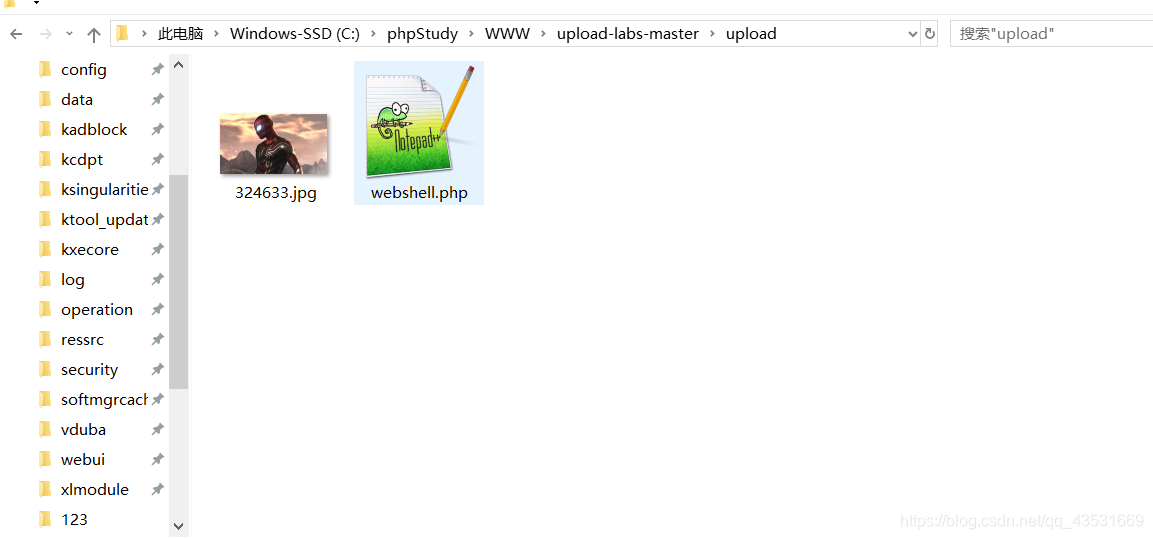 此电脑 › Windows-SSD (C:) › phpStudy › WWW › upload-labs-master › upload
搜索"upload"
config
data
kadblock
kcdpt
ksingularitie
ktool_updat
kxecore
log
operation
ressrc
security
softmgrcach
vduba
webui
xlmodule
123
Notepad++
324633.jpg
webshell.php
https://blog.csdn.net/qq_43531669